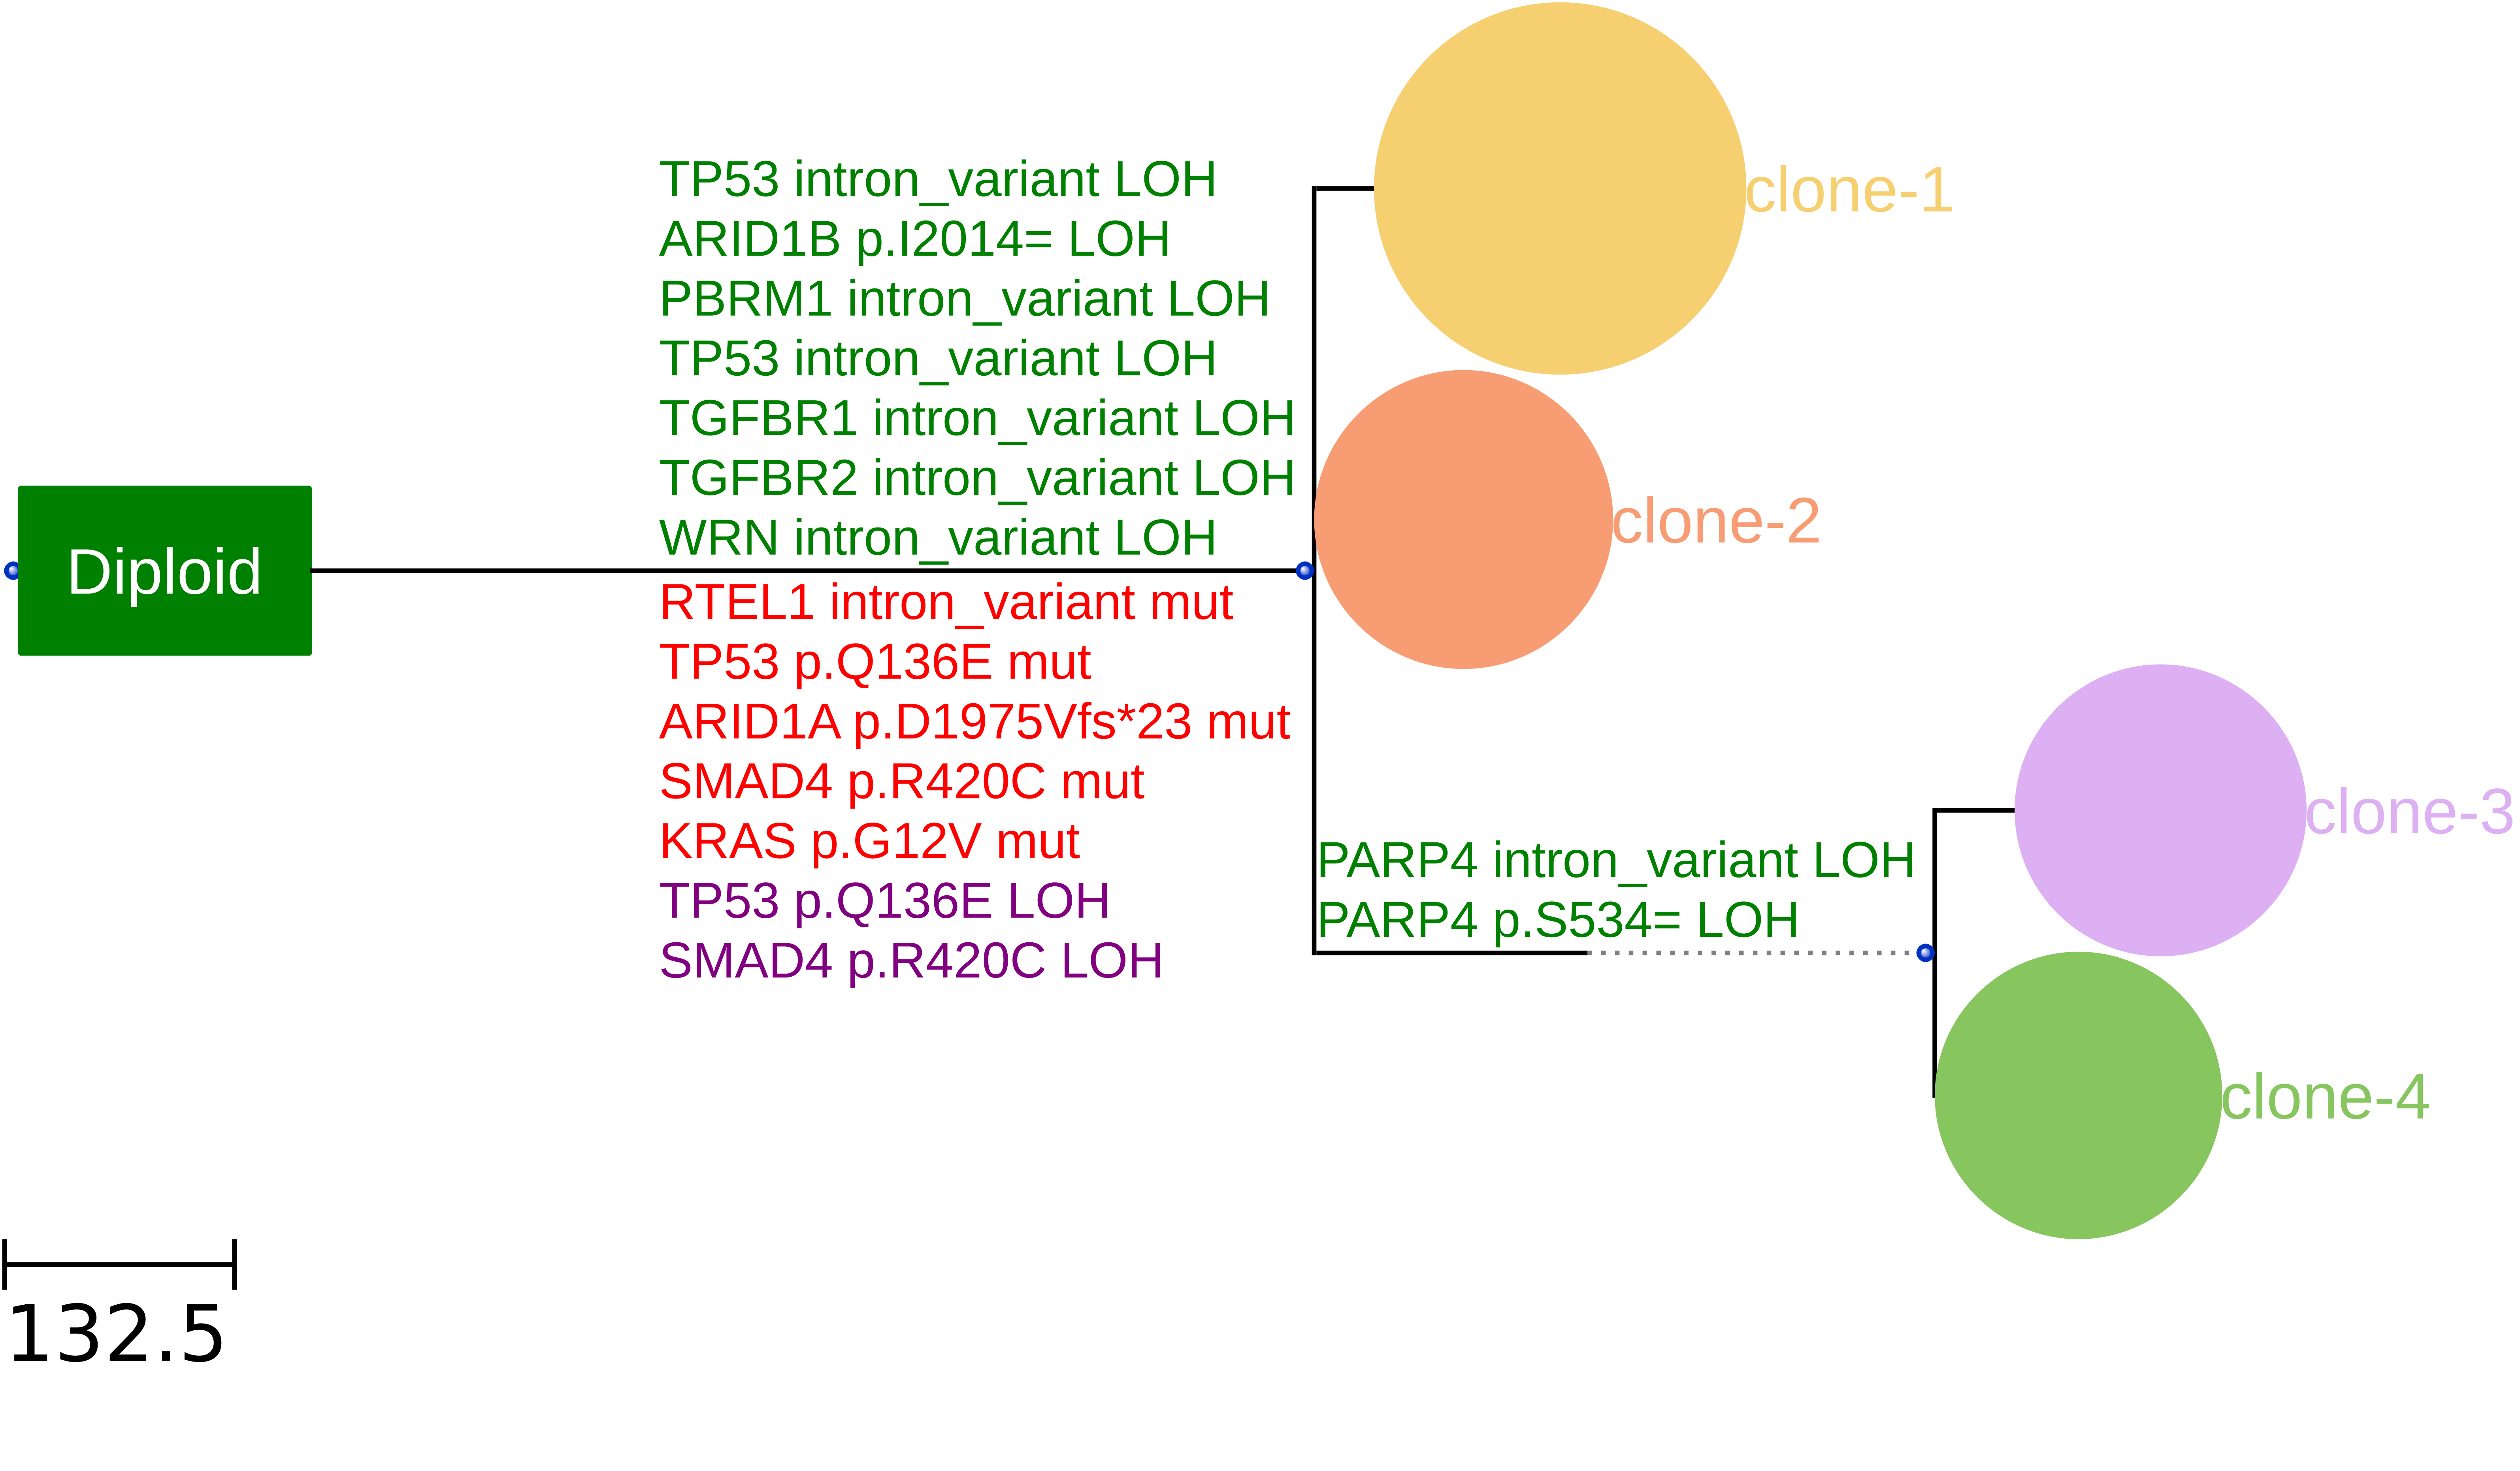 TP53 intron_variant LOH
ARID1B p.I2014= LOH
PBRM1 intron_variant LOH
TP53 intron_variant LOH
TGFBR1 intron_variant LOH
TGFBR2 intron_variant LOH
WRN intron_variant LOH
Diploid
RTEL1 intron_variant mut
TP53 p.Q136E mut
ARID1A p.D1975Vfs*23 mut
SMAD4 p.R420C mut
KRAS p.G12V mut
TP53 p.Q136E LOH
SMAD4 p.R420C LOH
clone-1
clone-2
PARP4 intron_variant LOH
PARP4 p.S534= LOH
clone-3
clone-4
132.5